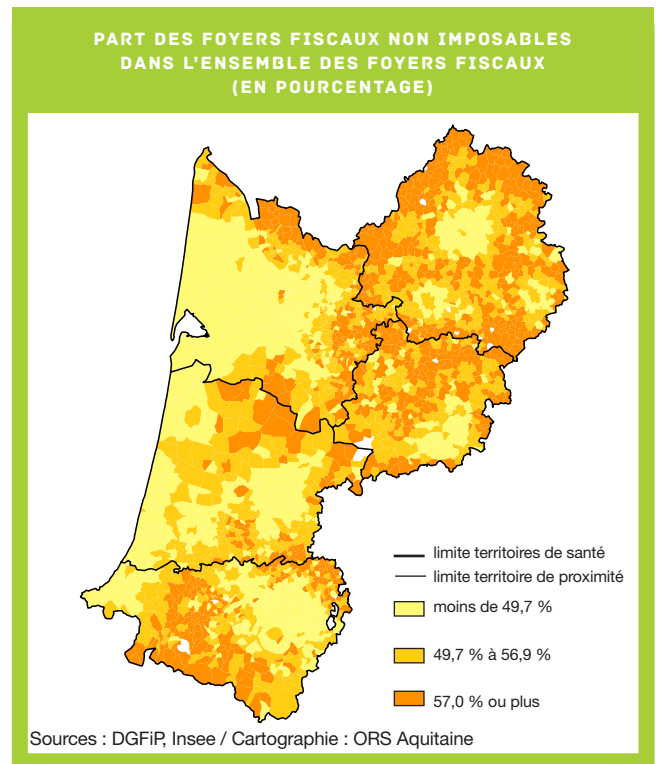 PART DES FOYERS FISCAUX NON IMPOSABLES
DANS L'ENSEMBLE DES FOYERS FISCAUX
(EN POURCENTAGE)
limite territoires de santé
limite territoire de proximité
moins de 49,7 %
49,7 % à 56,9 %
57,0 % ou plus
Sources : DGFiP, Insee / Cartographie : ORS Aquitaine